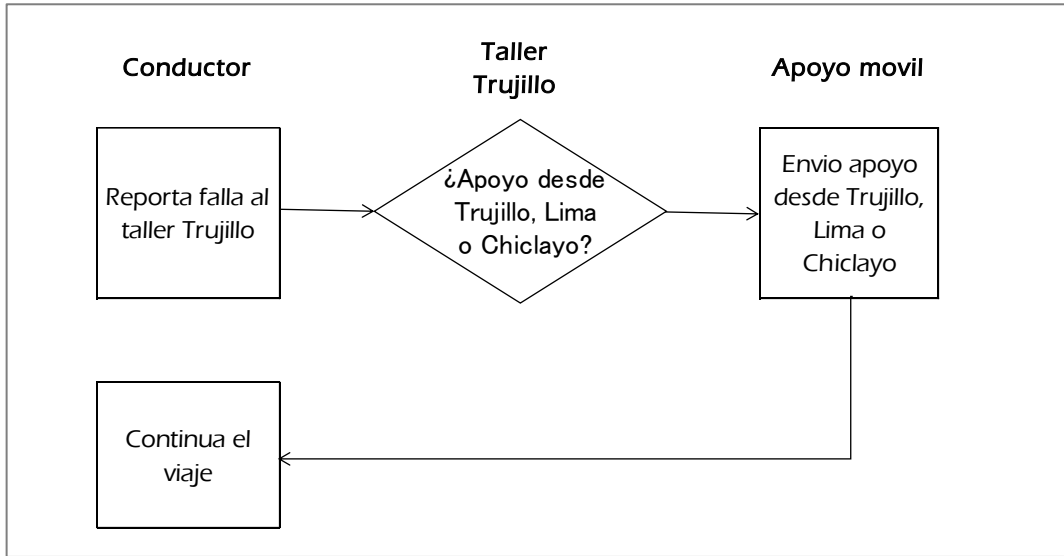 Conductor
Taller
Trujillo
Apoyo movil
Reporta falla al
taller Trujillo
¿Apoyo desde
Trujillo, Lima
o Chiclayo?
Envio apoyo
desde Trujillo,
Lima o
Chiclayo
Continua el
viaje